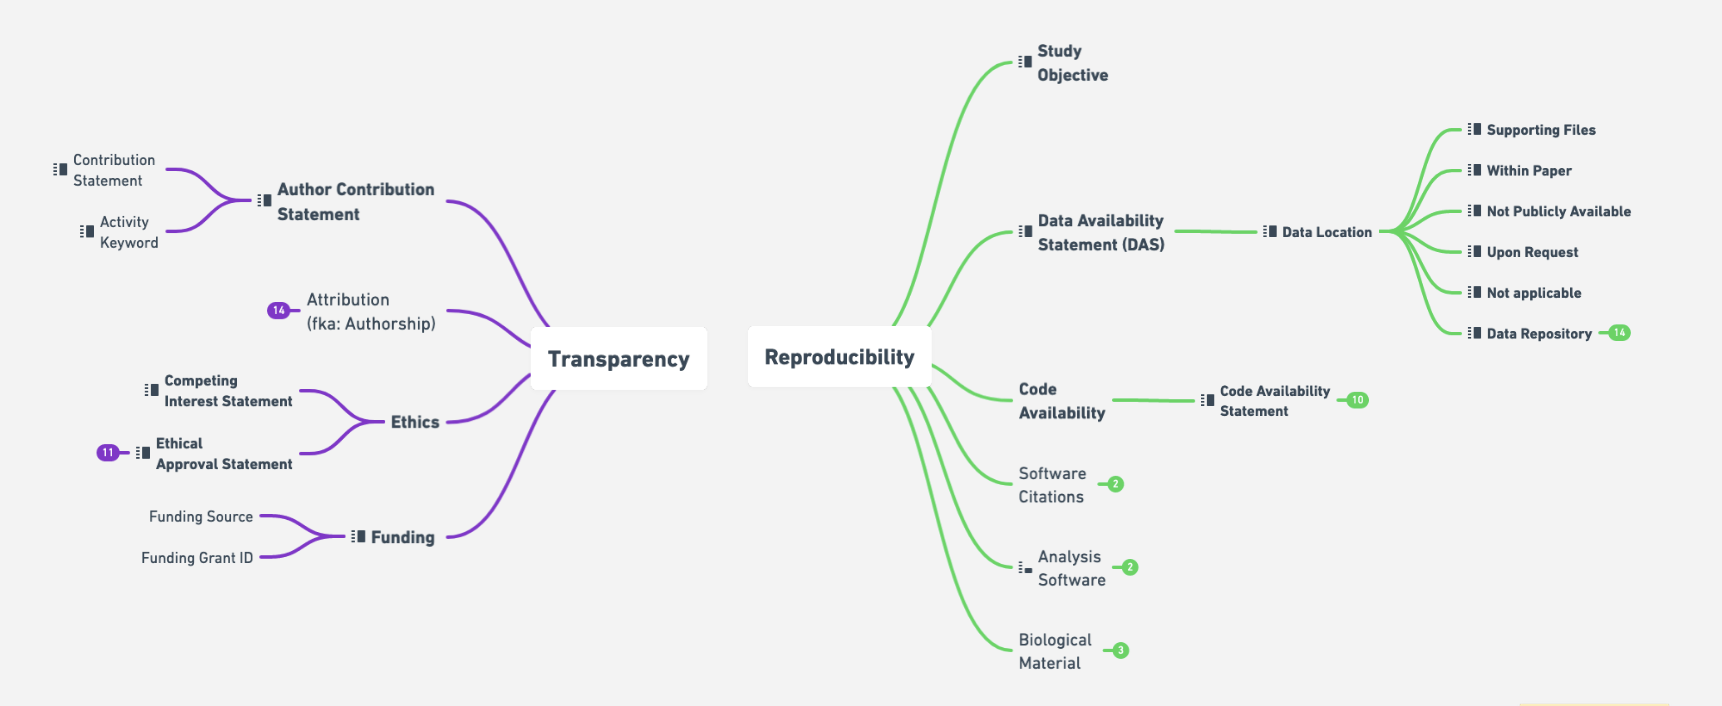 Contribution
Statement
Activity
Keyword
Author Contribution
Statement
14
Attribution
(fka: Authorship)
Competing
Interest Statement
11
Ethical
Approval Statement
Ethics
Funding Source
Funding Grant ID
Funding
Transparency
Reproducibility
Study
Objective
Data Availability
Statement (DAS)
Data Location
Supporting Files
Within Paper
Not Publicly Available
Upon Request
Not applicable
Data Repository
14
Code
Availability
Code Availability
Statement
10
Software
Citations
2
Analysis
Software
2
Biological
Material
3